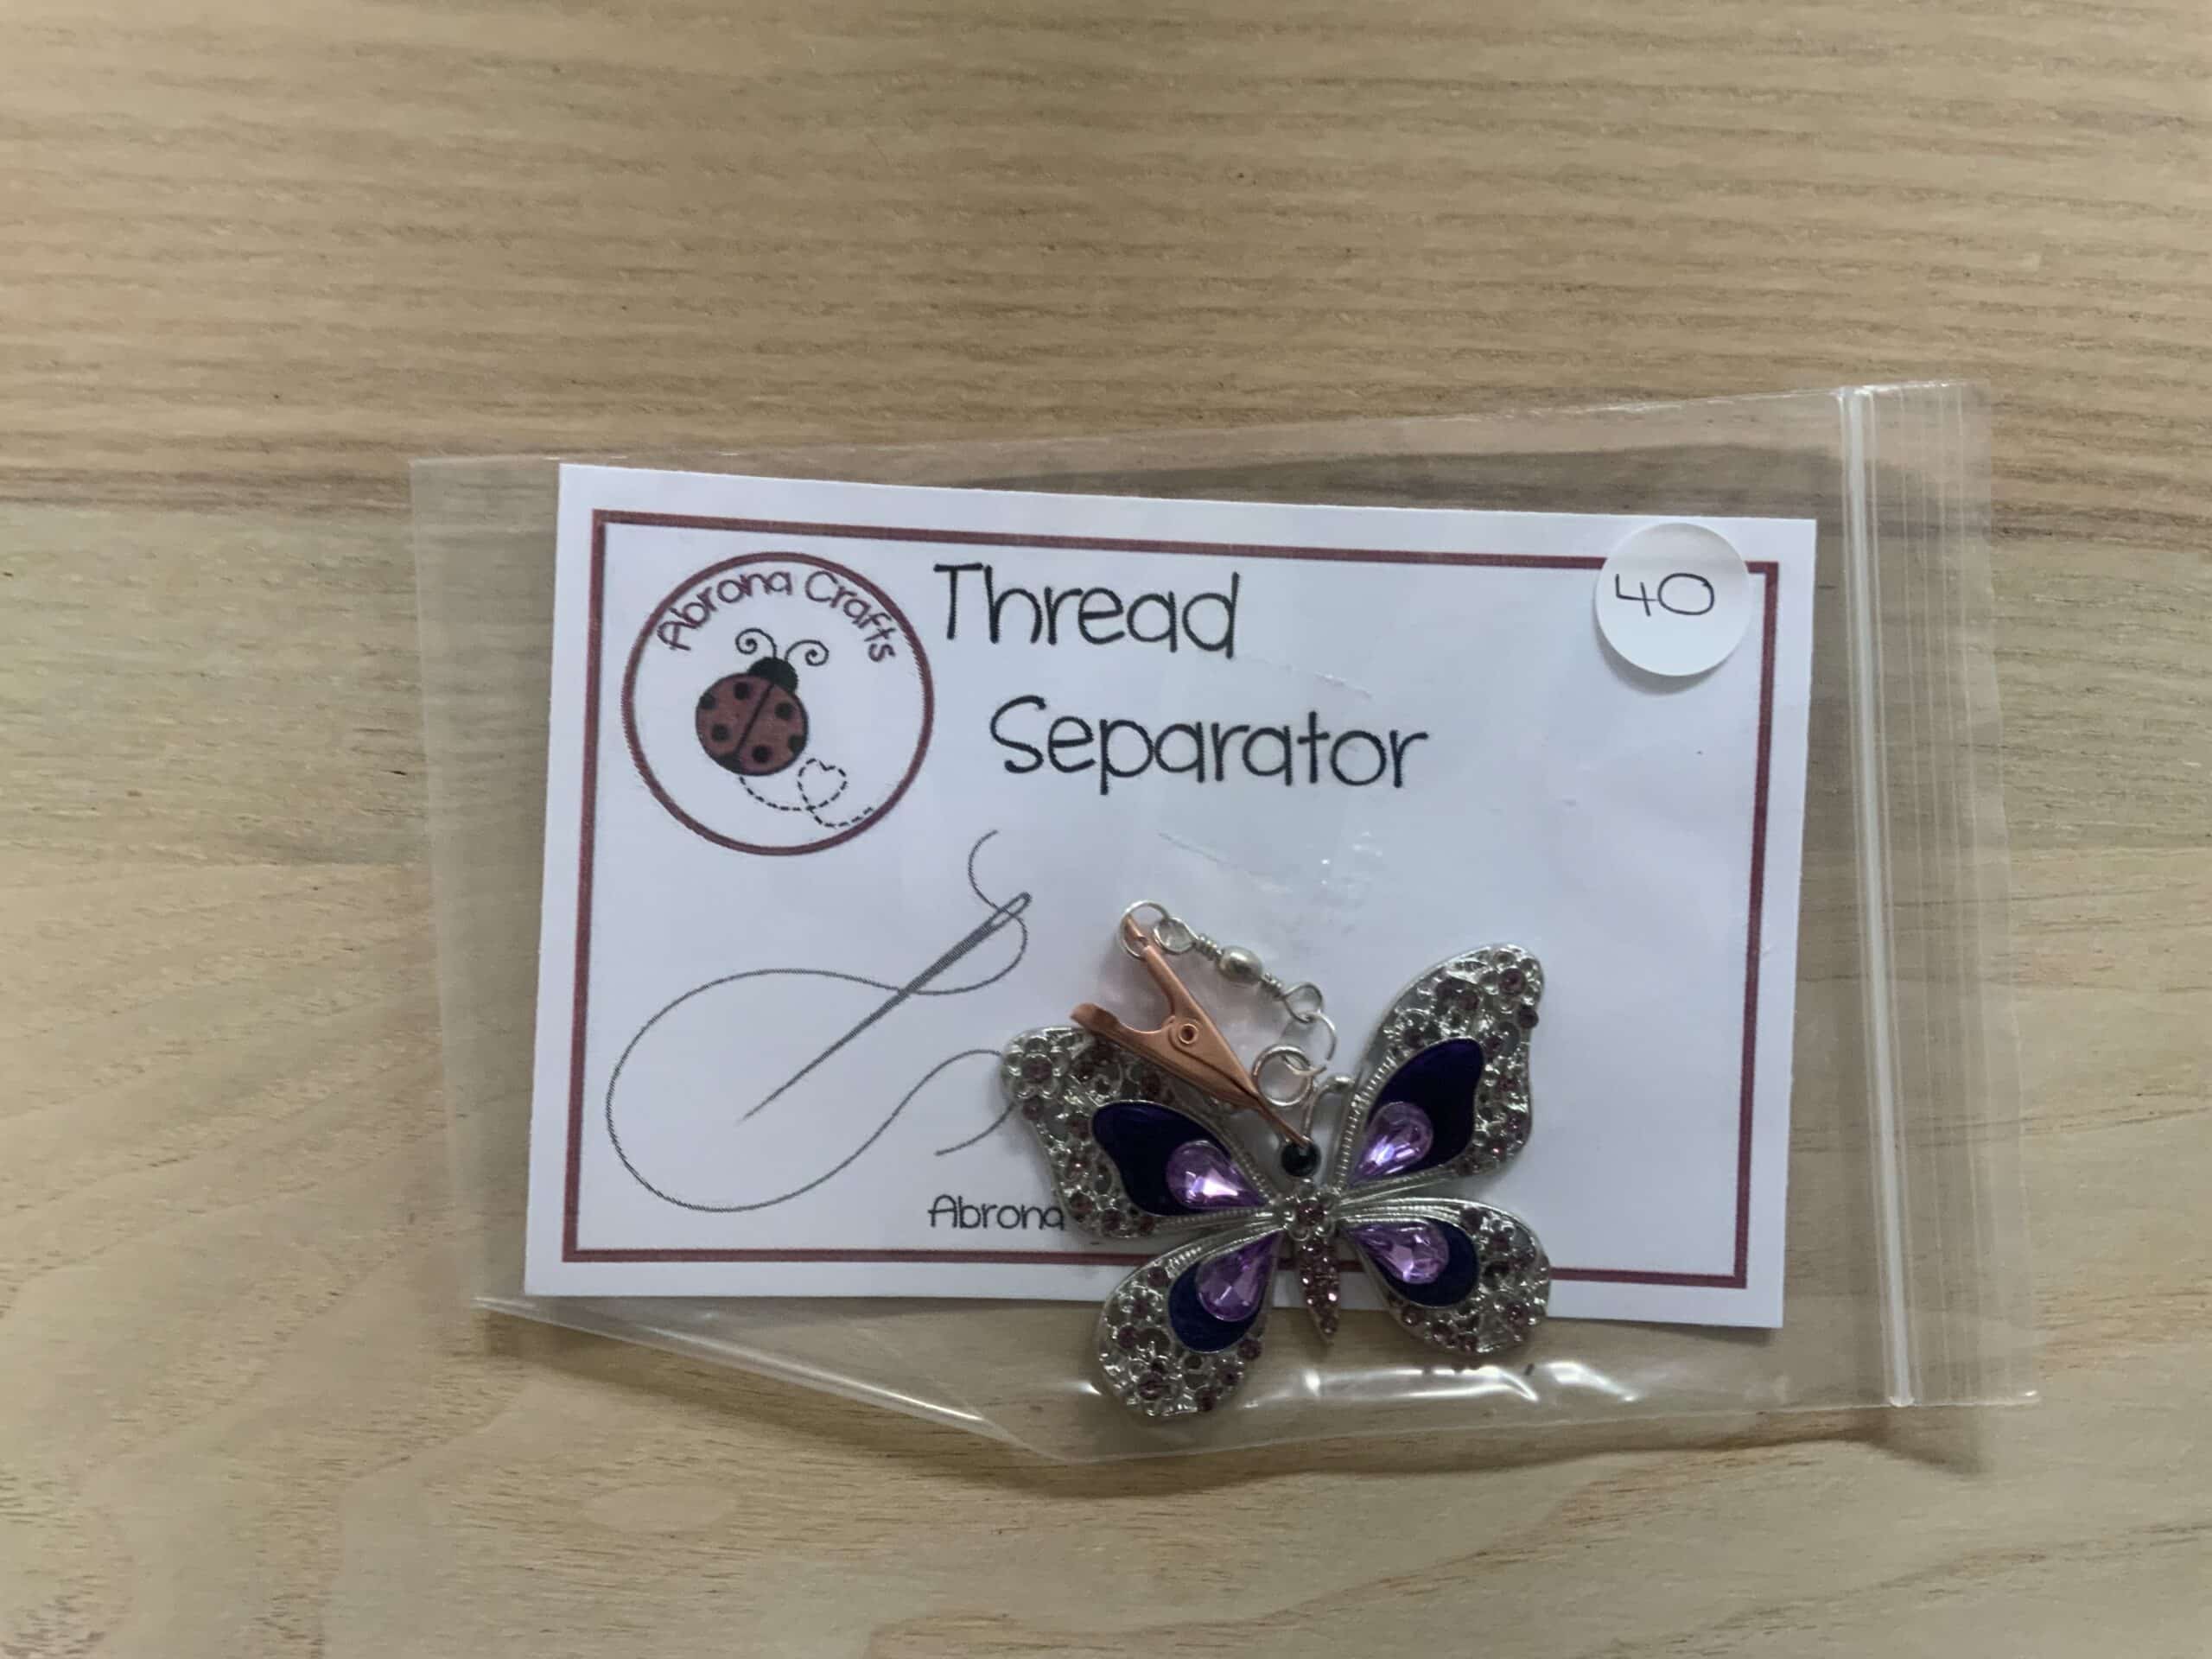 Abrona Crafts
Thread
Separator
40
Abrona